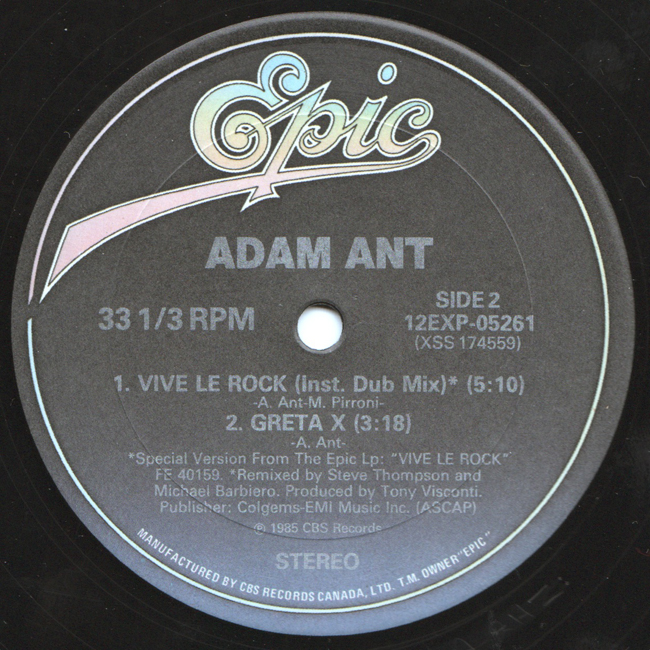 Epic
ADAM ANT
33 1/3 RPM
SIDE 2
12EXP-05261
(XSS 174559)
1. VIVE LE ROCK (Inst. Dub Mix)* (5:10)
-A. Ant-M. Pirroni-
2. GRETA X (3:18)
-A. Ant-
*Special Version From The Epic Lp: "VIVE LE ROCK"
FE 40159. *Remixed by Steve Thompson and
Michael Barbiero. Produced by Tony Visconti.
Publisher: Colgems-EMI Music Inc. (ASCAP)
℗ 1985 CBS Records
STEREO
MANUFACTURED BY CBS RECORDS CANADA, LTD. T.M. OWNER "EPIC"